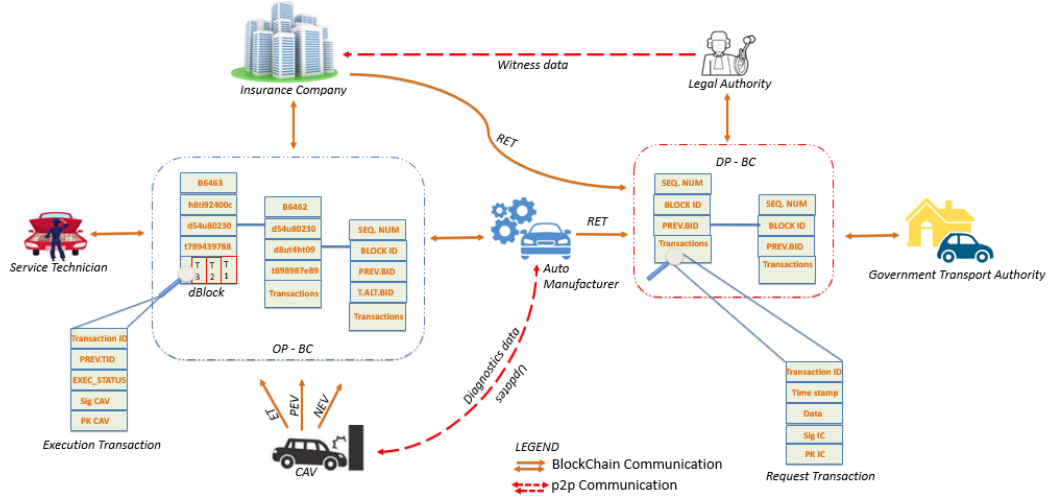 Witness data
Insurance Company
Legal Authority
RET
DP - BC
B6463
h8ti92400c
d54u80230
t789439788
T 3
T 2
T 1
dBlock
B6462
d54u80230
d8ut4ht09
t898987e89
Transactions
SEQ. NUM
BLOCK ID
PREV.BID
T.ALT.BID
Transactions
OP - BC
Service Technician
RET
Auto
Manufacturer
SEQ. NUM
BLOCK ID
PREV.BID
Transactions
SEQ. NUM
BLOCK ID
PREV.BID
Transactions
Government Transport Authority
Transaction ID
PREV.TID
EXEC_STATUS
Sig CAV
PK CAV
Execution Transaction
ET
PEV
NEV
CAV
Diagnostics data
Updates
Transaction ID
Time stamp
Data
Sig IC
PK IC
Request Transaction
LEGEND
BlockChain Communication
p2p Communication